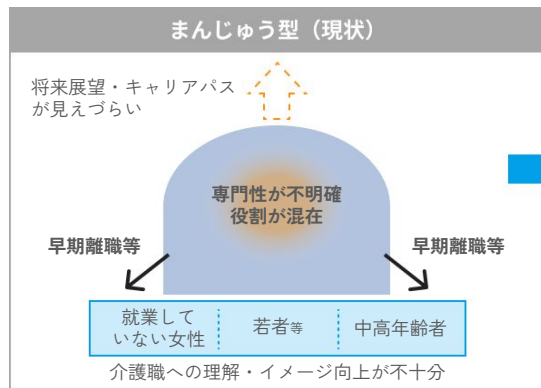 まんじゅう型（現状）
将来展望・キャリアパス
が見えづらい
専門性が不明確
役割が混在
早期離職等
早期離職等
就業して
いない女性
若者等
中高年齢者
介護職への理解・イメージ向上が不十分